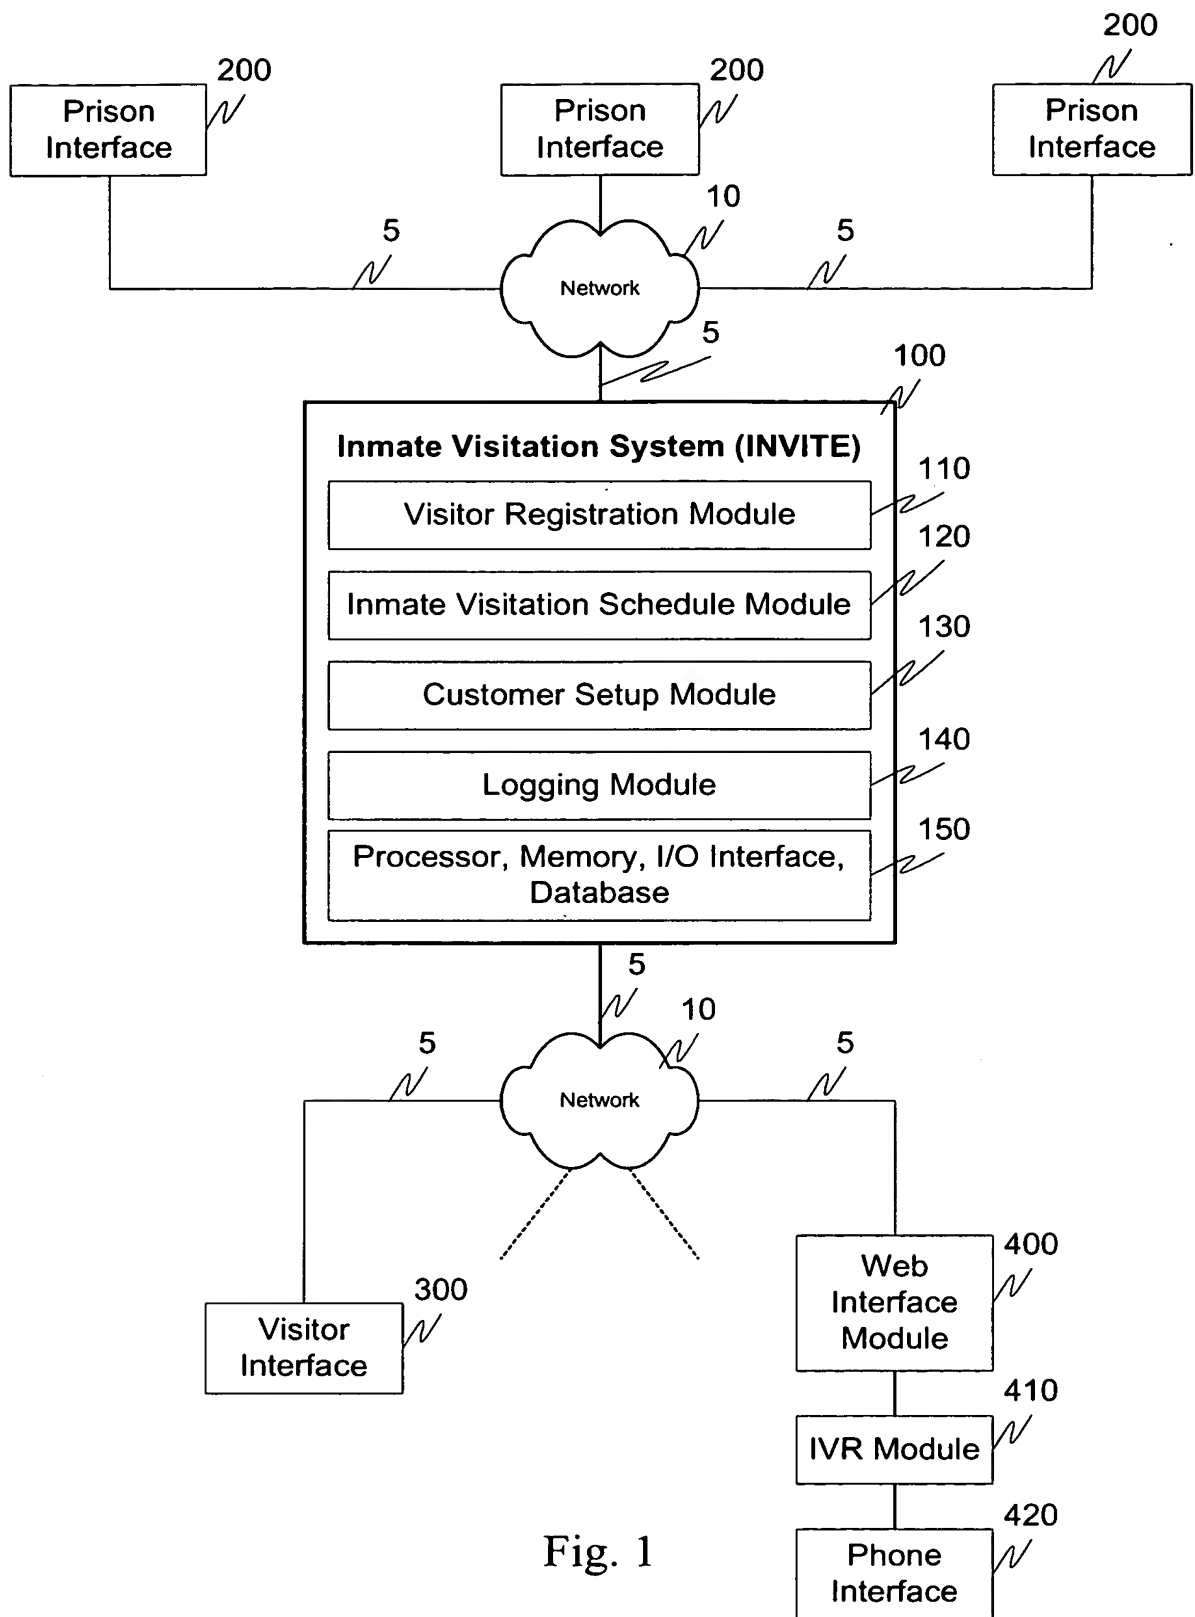 200
200
200
Prison
Interface
Prison
Interface
Prison
Interface
10
5
5
Network
5
100
Inmate Visitation System (INVITE)
110
Visitor Registration Module
120
Inmate Visitation Schedule Module
130
Customer Setup Module
140
Logging Module
150
Processor, Memory, I/O Interface,
Database
5
10
5
5
Network
400
Web
Interface
Module
300
Visitor
Interface
410
IVR Module
420
Phone
Interface
Fig. 1